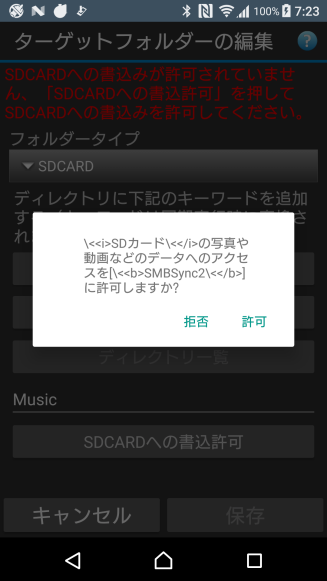 100% 7:23
ターゲットフォルダーの編集 ?
SDCARDへの書込みが許可されていませ
ん、「SDCARDへの書込許可」を押して
SDCARDへの書込みを許可してください。
フォルダータイプ
SDCARD
ディレクトリに下記のキーワードを追加
\<<i>SDカード\<</i>の写真や
動画などのデータへのアクセ
スを[\<<b>SMBSync2\<</b>]
に許可しますか?
拒否 許可
ディレクトリ一覧
Music
SDCARDへの書込許可
キャンセル 保存